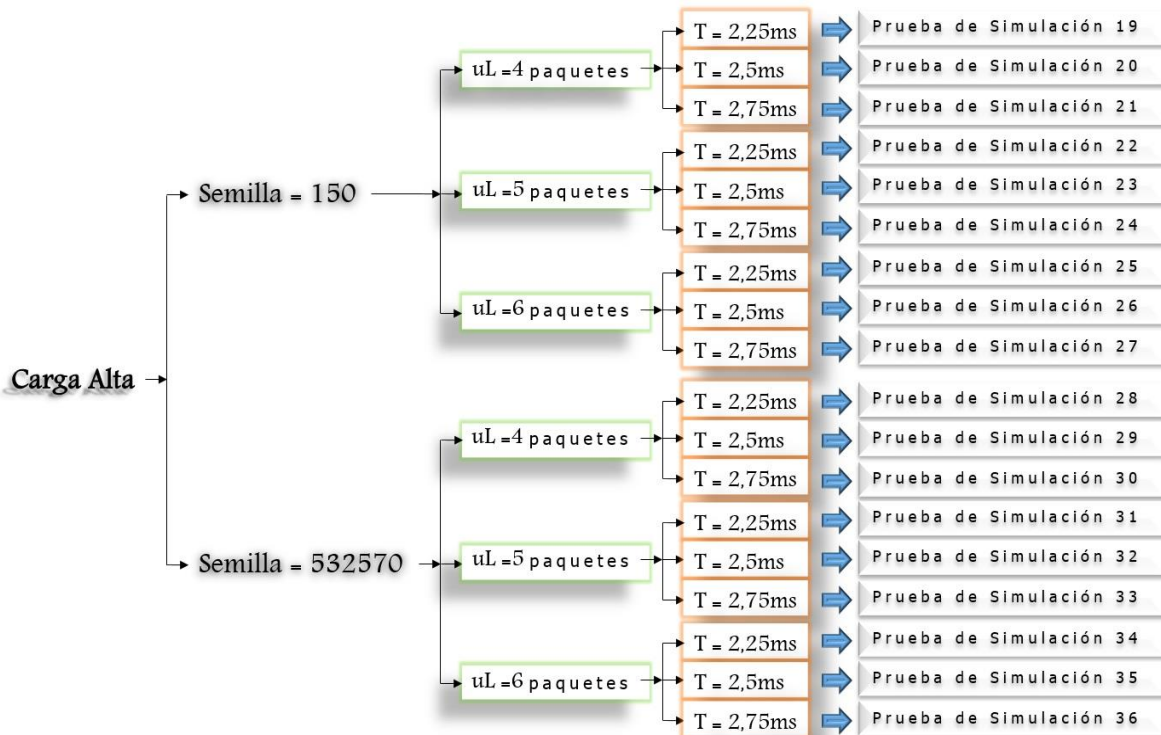 Carga Alta
Semilla = 150
uL =4 paquetes
T = 2,25ms
Prueba de Simulación 19
T = 2,5ms
Prueba de Simulación 20
T = 2,75ms
Prueba de Simulación 21
uL =5 paquetes
T = 2,25ms
Prueba de Simulación 22
T = 2,5ms
Prueba de Simulación 23
T = 2,75ms
Prueba de Simulación 24
uL =6 paquetes
T = 2,25ms
Prueba de Simulación 25
T = 2,5ms
Prueba de Simulación 26
T = 2,75ms
Prueba de Simulación 27
Semilla = 532570
uL =4 paquetes
T = 2,25ms
Prueba de Simulación 28
T = 2,5ms
Prueba de Simulación 29
T = 2,75ms
Prueba de Simulación 30
uL =5 paquetes
T = 2,25ms
Prueba de Simulación 31
T = 2,5ms
Prueba de Simulación 32
T = 2,75ms
Prueba de Simulación 33
uL =6 paquetes
T = 2,25ms
Prueba de Simulación 34
T = 2,5ms
Prueba de Simulación 35
T = 2,75ms
Prueba de Simulación 36